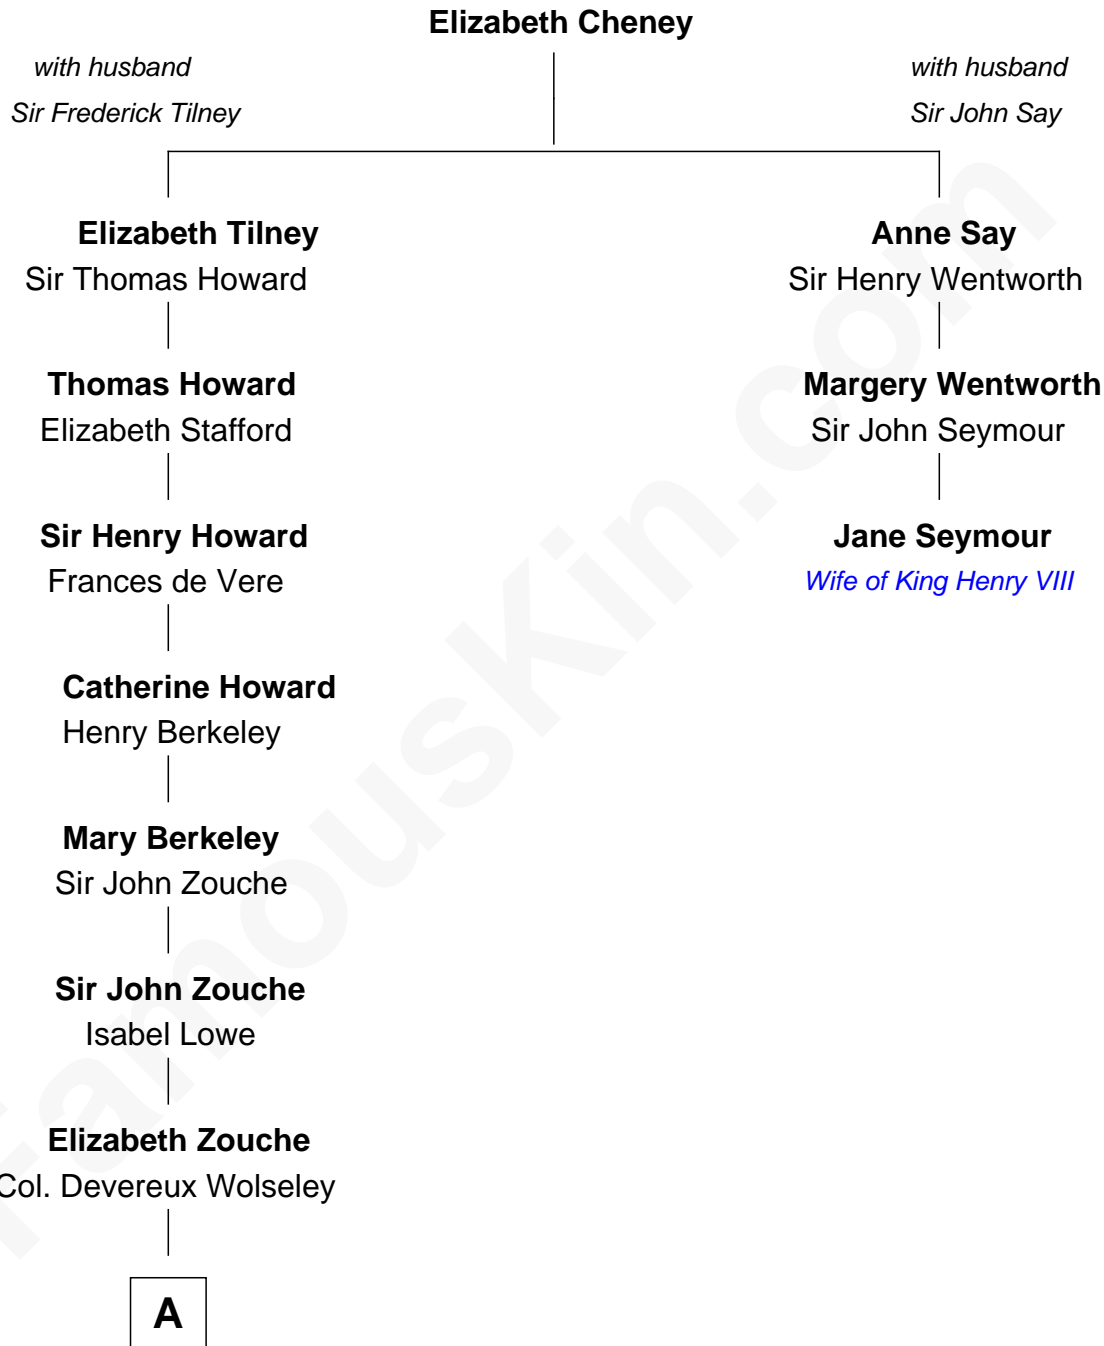 Elizabeth Cheney
with husband
Sir Frederick Tilney
with husband
Sir John Say
Elizabeth Tilney
Sir Thomas Howard
Anne Say
Sir Henry Wentworth
Thomas Howard
Elizabeth Stafford
Margery Wentworth
Sir John Seymour
Sir Henry Howard
Frances de Vere
Jane Seymour
Wife of King Henry VIII
Catherine Howard
Henry Berkeley
Mary Berkeley
Sir John Zouche
Sir John Zouche
Isabel Lowe
Elizabeth Zouche
Col. Devereux Wolseley
A
FamousKin.com